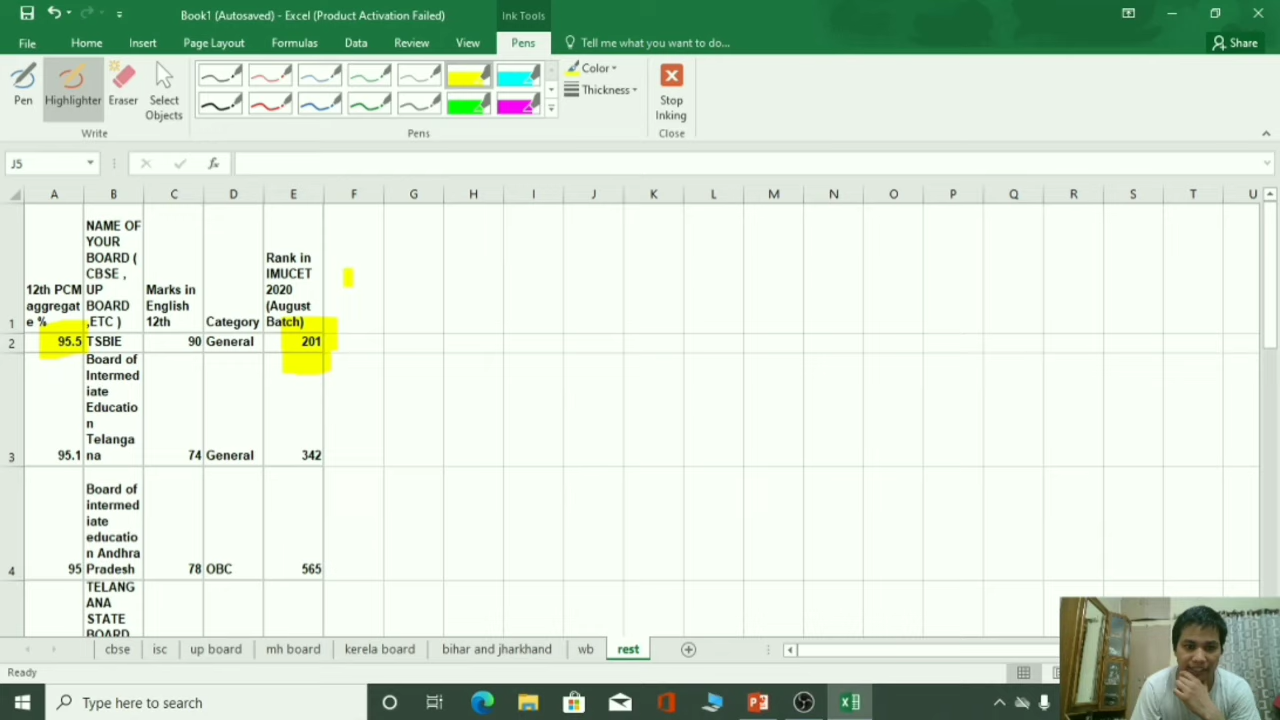 Book1 (Autosaved) - Excel (Product Activation Failed)
Ink Tools
File Home Insert Page Layout Formulas Data Review View Pens Tell me what you want to do... Share
Pen Highlighter Eraser Select Objects
Color
Thickness
Stop Inking
Write Pens Close
J5 fx
A B C D E F G H I J K L M N O P Q R S T U
1 12th PCM aggregate % NAME OF YOUR BOARD ( CBSE , UP BOARD ,ETC ) Marks in English 12th Category Rank in IMUCET 2020 (August Batch)
2 95.5 TSBIE 90 General 201
3 95.1 Board of Intermediate Education Telangana 74 General 342
4 95 Board of intermediate education Andhra Pradesh 78 OBC 565
TELANGANA STATE BOARD
cbse isc up board mh board kerela board bihar and jharkhand wb rest
Ready
Type here to search